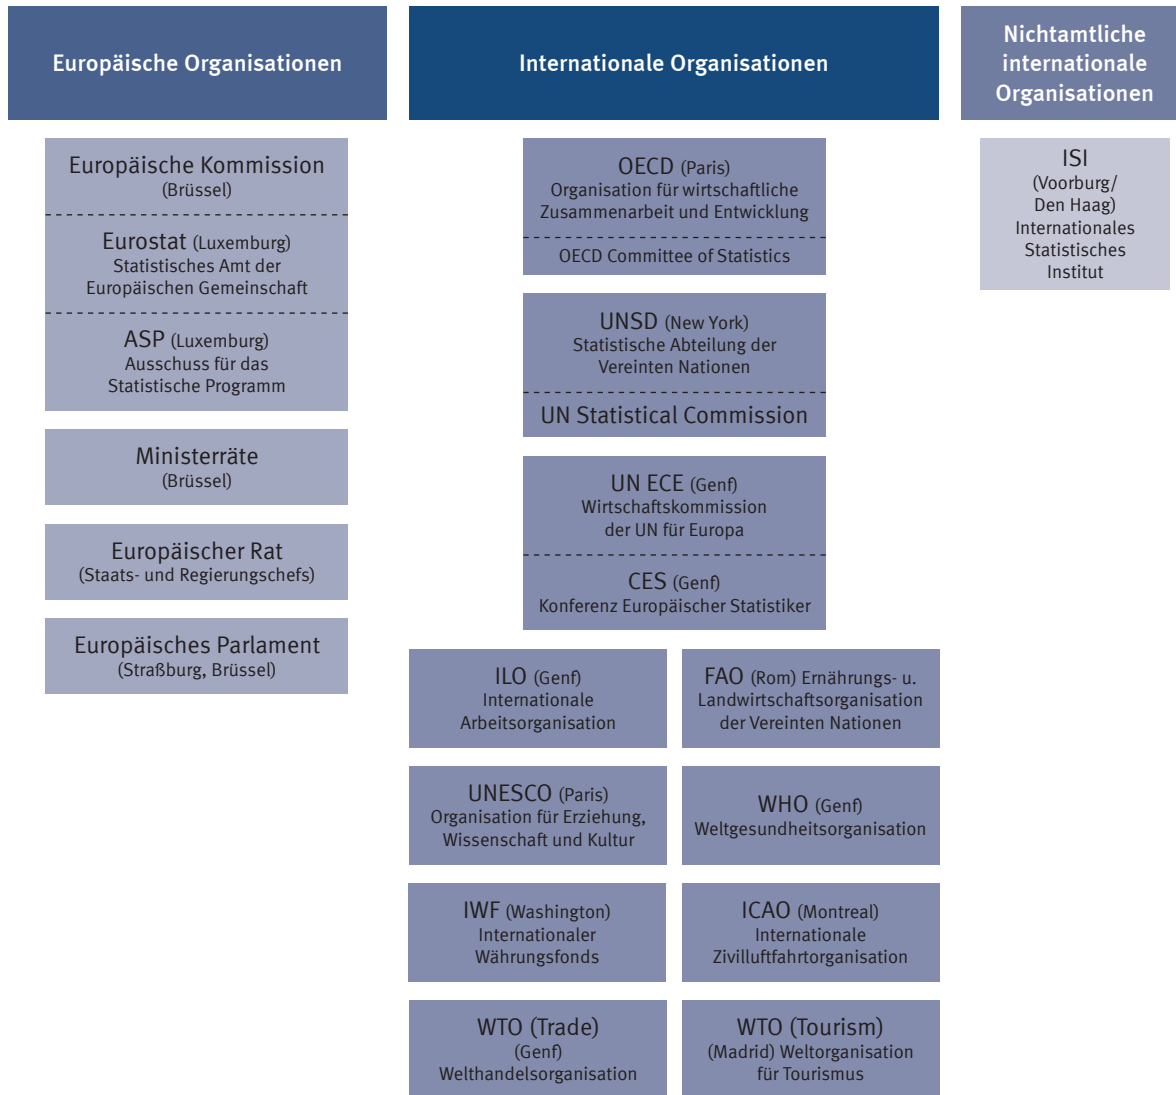 Europäische Organisationen
Europäische Kommission
(Brüssel)
Eurostat (Luxemburg)
Statistisches Amt der
Europäischen Gemeinschaft
ASP (Luxemburg)
Ausschuss für das
Statistische Programm
Ministerräte
(Brüssel)
Europäischer Rat
(Staats- und Regierungschefs)
Europäisches Parlament
(Straßburg, Brüssel)
Internationale Organisationen
OECD (Paris)
Organisation für wirtschaftliche
Zusammenarbeit und Entwicklung
OECD Committee of Statistics
UNSD (New York)
Statistische Abteilung der
Vereinten Nationen
UN Statistical Commission
UN ECE (Genf)
Wirtschaftskommission
der UN für Europa
CES (Genf)
Konferenz Europäischer Statistiker
ILO (Genf)
Internationale
Arbeitsorganisation
FAO (Rom) Ernährungs- u.
Landwirtschaftsorganisation
der Vereinten Nationen
UNESCO (Paris)
Organisation für Erziehung,
Wissenschaft und Kultur
WHO (Genf)
Weltgesundheitsorganisation
IWF (Washington)
Internationaler
Währungsfonds
ICAO (Montreal)
Internationale
Zivilluftfahrtorganisation
WTO (Trade)
(Genf)
Welthandelsorganisation
WTO (Tourism)
(Madrid) Weltorganisation
für Tourismus
Nichtamtliche
internationale
Organisationen
ISI
(Voorburg/
Den Haag)
Internationales
Statistisches
Institut